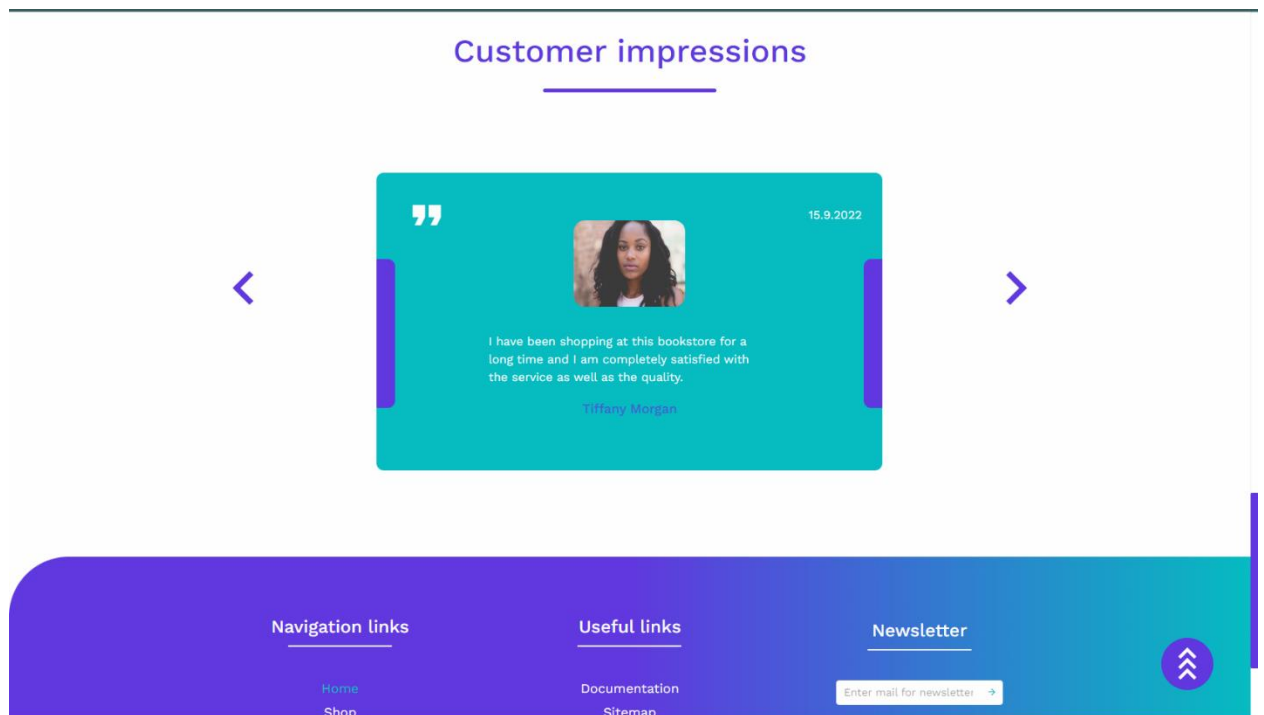 Customer impressions
”
15.9.2022
I have been shopping at this bookstore for a
long time and I am completely satisfied with
the service as well as the quality.
Tiffany Morgan
Navigation links
Useful links
Newsletter
Home
Documentation
Enter mail for newsletter
Shop
Sitemap